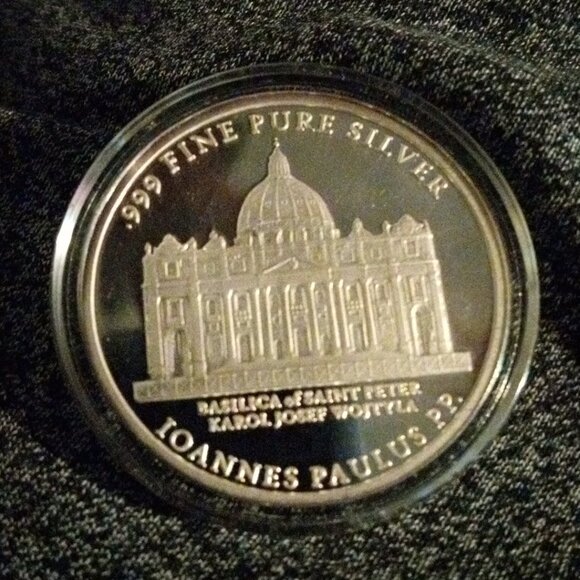 .999 FINE PURE SILVER
BASILICA of SAINT PETER
KAROL JOSEF WOJTYLA
IOANNES PAULUS PP.